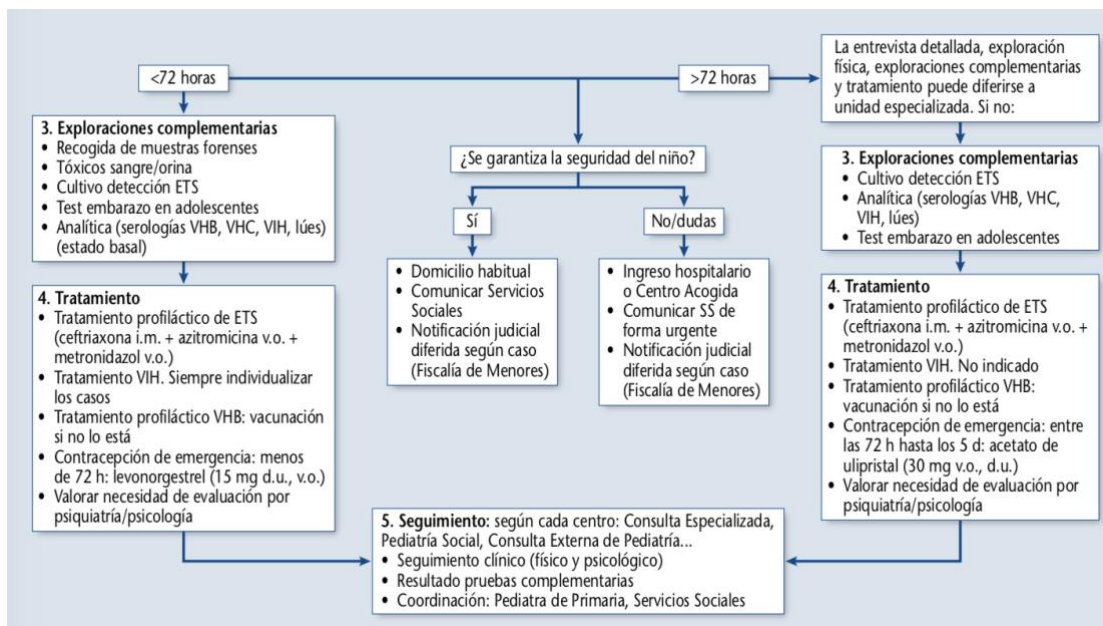 <72 horas
>72 horas
La entrevista detallada, exploración
física, exploraciones complementarias
y tratamiento puede diferirse a
unidad especializada. Si no:
3. Exploraciones complementarias
• Recogida de muestras forenses
• Tóxicos sangre/orina
• Cultivo detección ETS
• Test embarazo en adolescentes
• Analítica (serologías VHB, VHC, VIH, lúes)
(estado basal)
¿Se garantiza la seguridad del niño?
Sí
No/dudas
• Domicilio habitual
• Comunicar Servicios
Sociales
• Notificación judicial
diferida según caso
(Fiscalía de Menores)
• Ingreso hospitalario
o Centro Acogida
• Comunicar SS de
forma urgente
• Notificación judicial
diferida según caso
(Fiscalía de Menores)
3. Exploraciones complementarias
• Cultivo detección ETS
• Analítica (serologías VHB, VHC,
VIH, lúes)
• Test embarazo en adolescentes
4. Tratamiento
• Tratamiento profiláctico de ETS
(ceftriaxona i.m. + azitromicina v.o. +
metronidazol v.o.)
• Tratamiento VIH. Siempre individualizar
los casos
• Tratamiento profiláctico VHB: vacunación
si no lo está
• Contracepción de emergencia: menos
de 72 h: levonorgestrel (15 mg d.u., v.o.)
• Valorar necesidad de evaluación por
psiquiatría/psicología
4. Tratamiento
• Tratamiento profiláctico de ETS
(ceftriaxona i.m. + azitromicina v.o. +
metronidazol v.o.)
• Tratamiento VIH. No indicado
• Tratamiento profiláctico VHB:
vacunación si no lo está
• Contracepción de emergencia: entre
las 72 h hasta los 5 d: acetato de
ulipristal (30 mg v.o., d.u.)
• Valorar necesidad de evaluación por
psiquiatría/psicología
5. Seguimiento: según cada centro: Consulta Especializada,
Pediatría Social, Consulta Externa de Pediatría...
• Seguimiento clínico (físico y psicológico)
• Resultado pruebas complementarias
• Coordinación: Pediatra de Primaria, Servicios Sociales